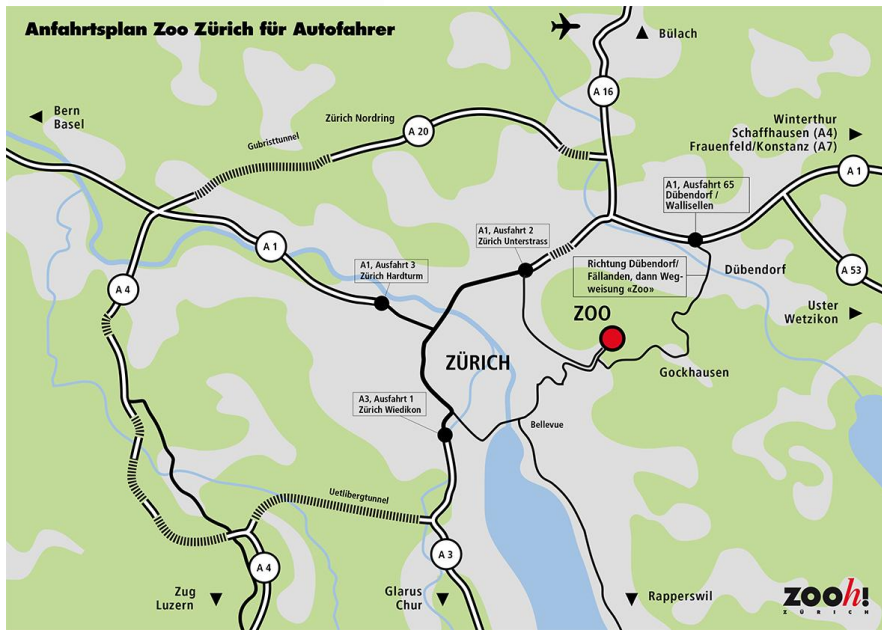 Anfahrtsplan Zoo Zürich für Autofahrer
Bülach
Bern
Basel
A 16
Zürich Nordring
A 20
Gubristtunnel
Winterthur
Schaffhausen (A4)
Frauenfeld/Konstanz (A7)
A 1
A1, Ausfahrt 65
Dübendorf /
Wallisellen
A1, Ausfahrt 2
Zürich Unterstrass
A 1
A1, Ausfahrt 3
Zürich Hardturm
Richtung Dübendorf/
Fällanden, dann Weg-
weisung «Zoo»
Dübendorf
A 53
A 4
Uster
Wetzikon
ZOO
ZÜRICH
Gockhausen
A3, Ausfahrt 1
Zürich Wiedikon
Bellevue
Uetlibergtunnel
A 3
A 4
Zug
Luzern
Glarus
Chur
Rapperswil
ZOOh!
ZÜRICH